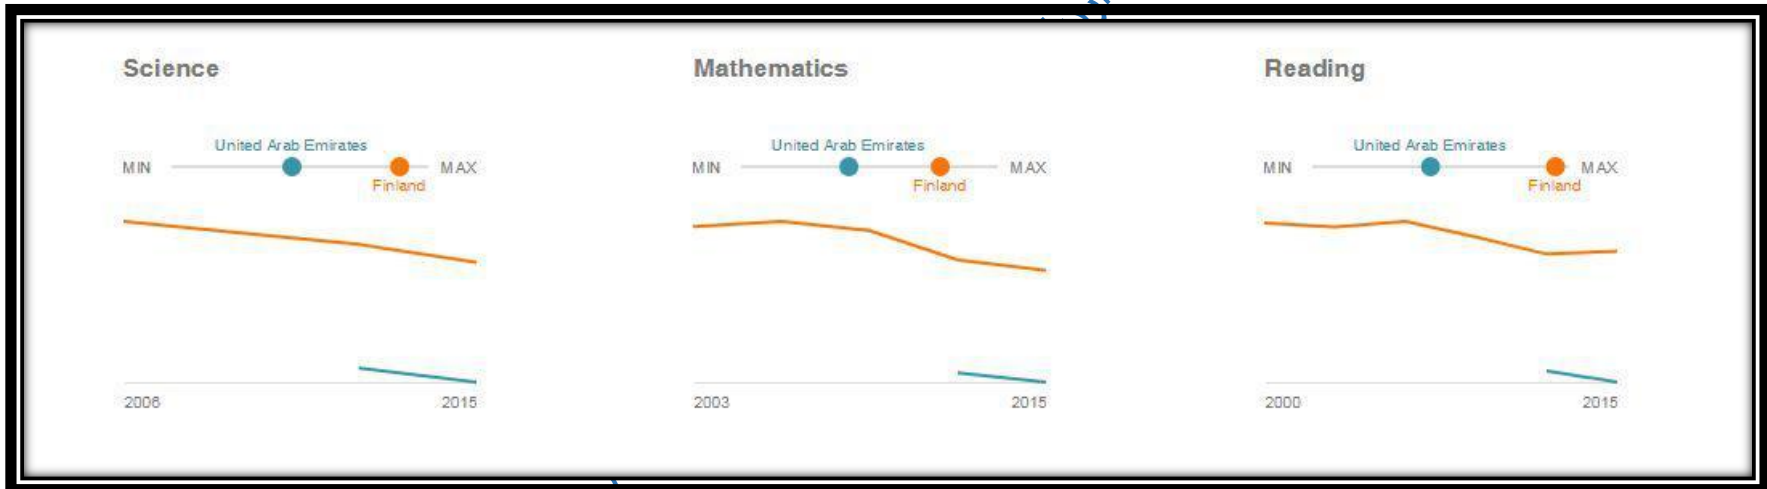 Science
United Arab Emirates
MIN MAX
Finland
2006 2015
Mathematics
United Arab Emirates
MIN MAX
Finland
2003 2015
Reading
United Arab Emirates
MIN MAX
Finland
2000 2015